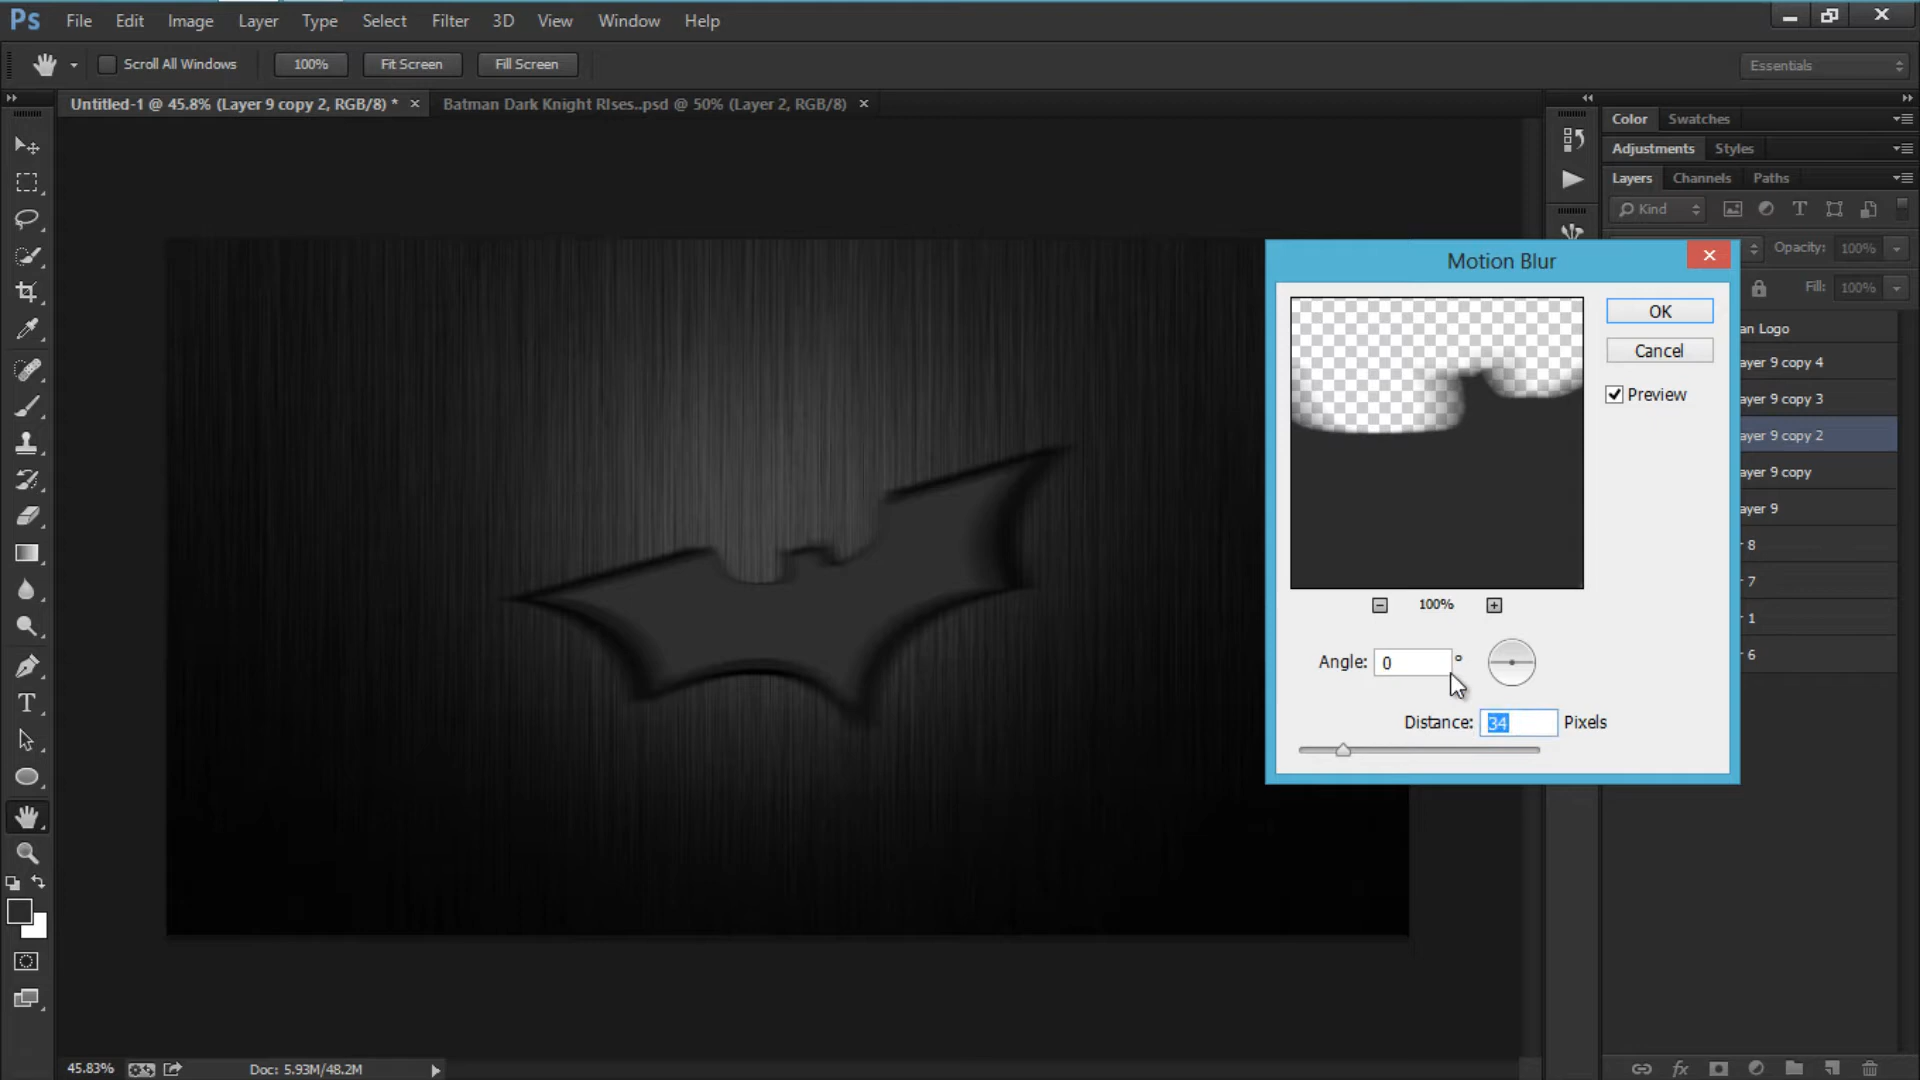 Ps File Edit Image Layer Type Select Filter 3D View Window Help
Scroll All Windows 100% Fit Screen Fill Screen Essentials
Untitled-1 @ 45.8% (Layer 9 copy 2, RGB/8) * × Batman Dark Knight RIses..psd @ 50% (Layer 2, RGB/8) ×
Color Swatches
Adjustments Styles
Layers Channels Paths
Kind
Opacity: 100%
Fill: 100%
an Logo
ayer 9 copy 4
ayer 9 copy 3
ayer 9 copy 2
ayer 9 copy
ayer 9
8
7
1
6
Motion Blur
OK
Cancel
Preview
100%
Angle: 0 °
Distance: 34 Pixels
45.83% Doc: 5.93M/48.2M